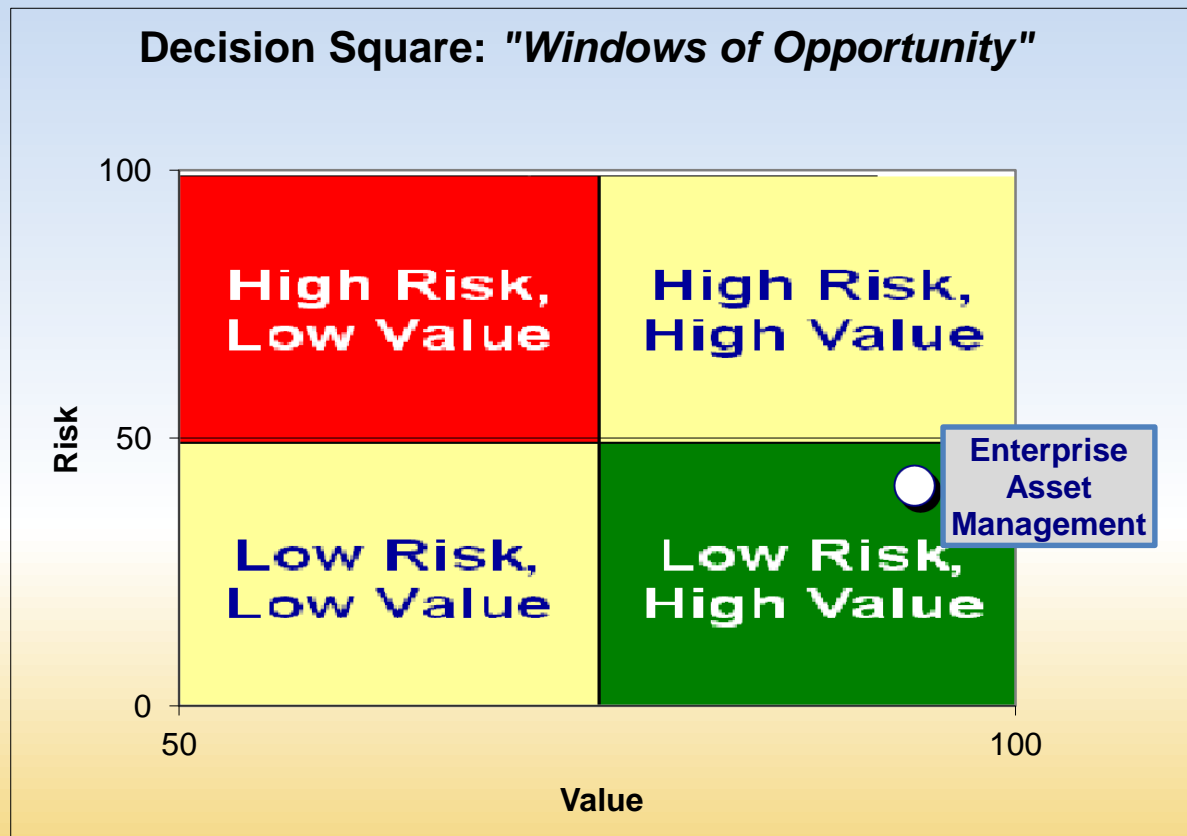 Decision Square: "Windows of Opportunity"
100
High Risk,
Low Value
High Risk,
High Value
Risk
50
Enterprise
Asset
Management
Low Risk,
Low Value
Low Risk,
High Value
0
50
100
Value